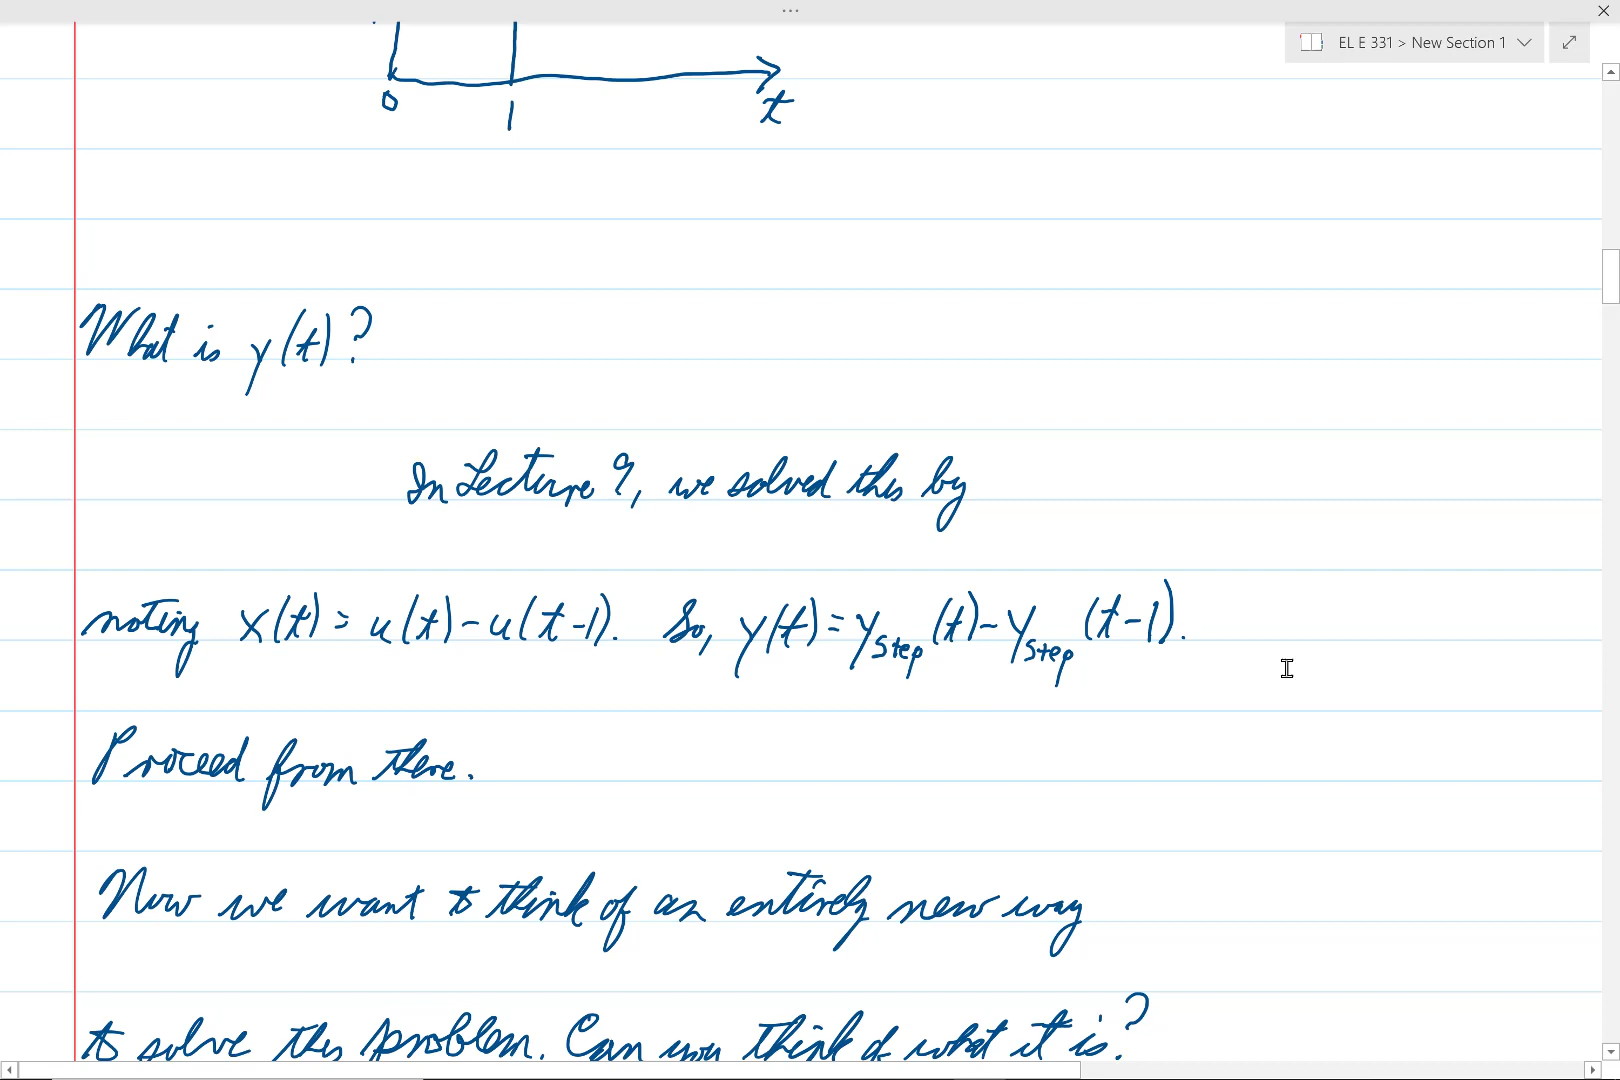 EL E 331 > New Section 1
0
1
t
What is y(t)?
In Lecture 9, we solved this by
noting x(t) = u(t) - u(t-1). So, y(t) = y_step (t) - y_step (t-1).
Proceed from there.
Now we want to think of an entirely new way
to solve this problem. Can you think of what it is?